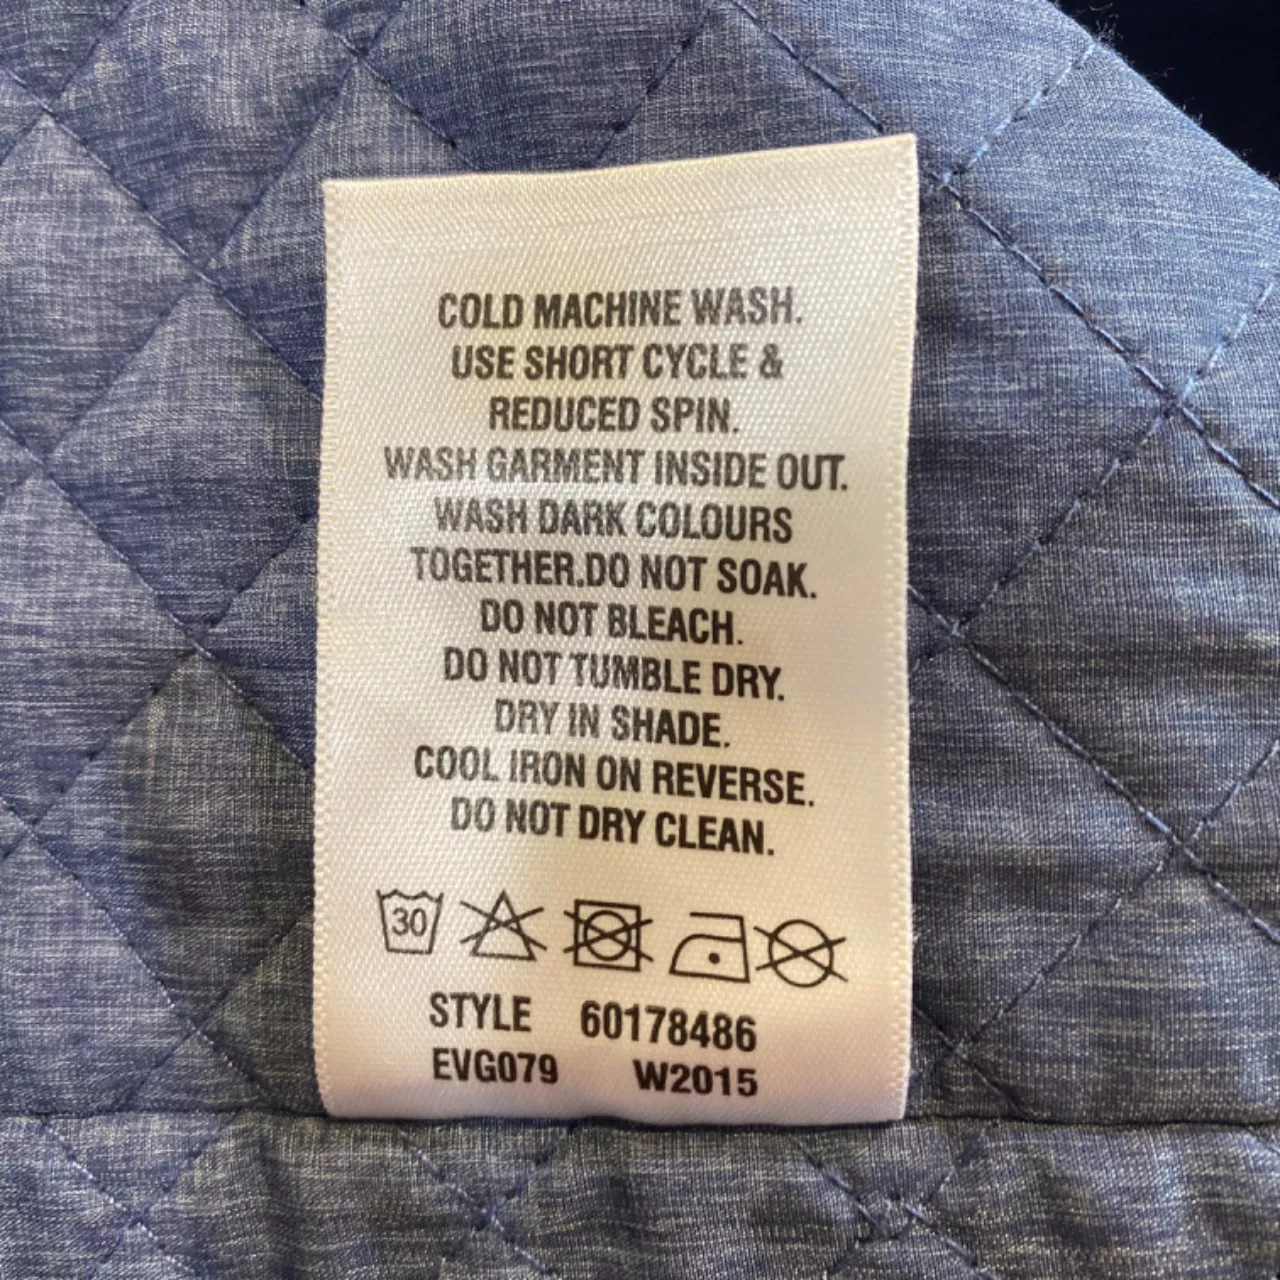 COLD MACHINE WASH.
USE SHORT CYCLE &
REDUCED SPIN.
WASH GARMENT INSIDE OUT.
WASH DARK COLOURS
TOGETHER.DO NOT SOAK.
DO NOT BLEACH.
DO NOT TUMBLE DRY.
DRY IN SHADE.
COOL IRON ON REVERSE.
DO NOT DRY CLEAN.
30
STYLE 60178486
EVG079 W2015